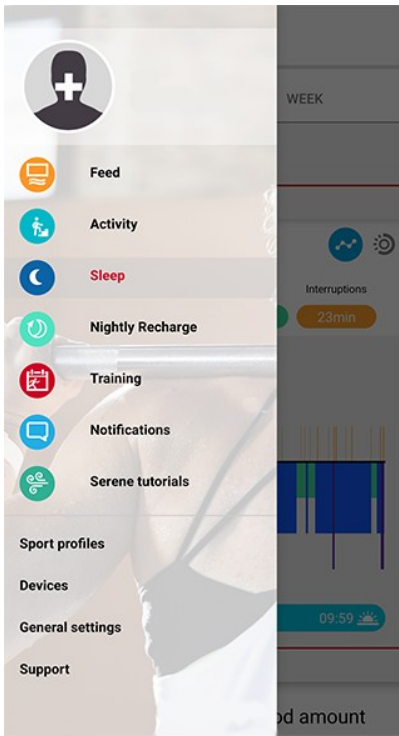 WEEK
Feed
Activity
Sleep
Interruptions
Nightly Recharge
23min
Training
Notifications
Serene tutorials
Sport profiles
Devices
General settings
09:59
Support
od amount